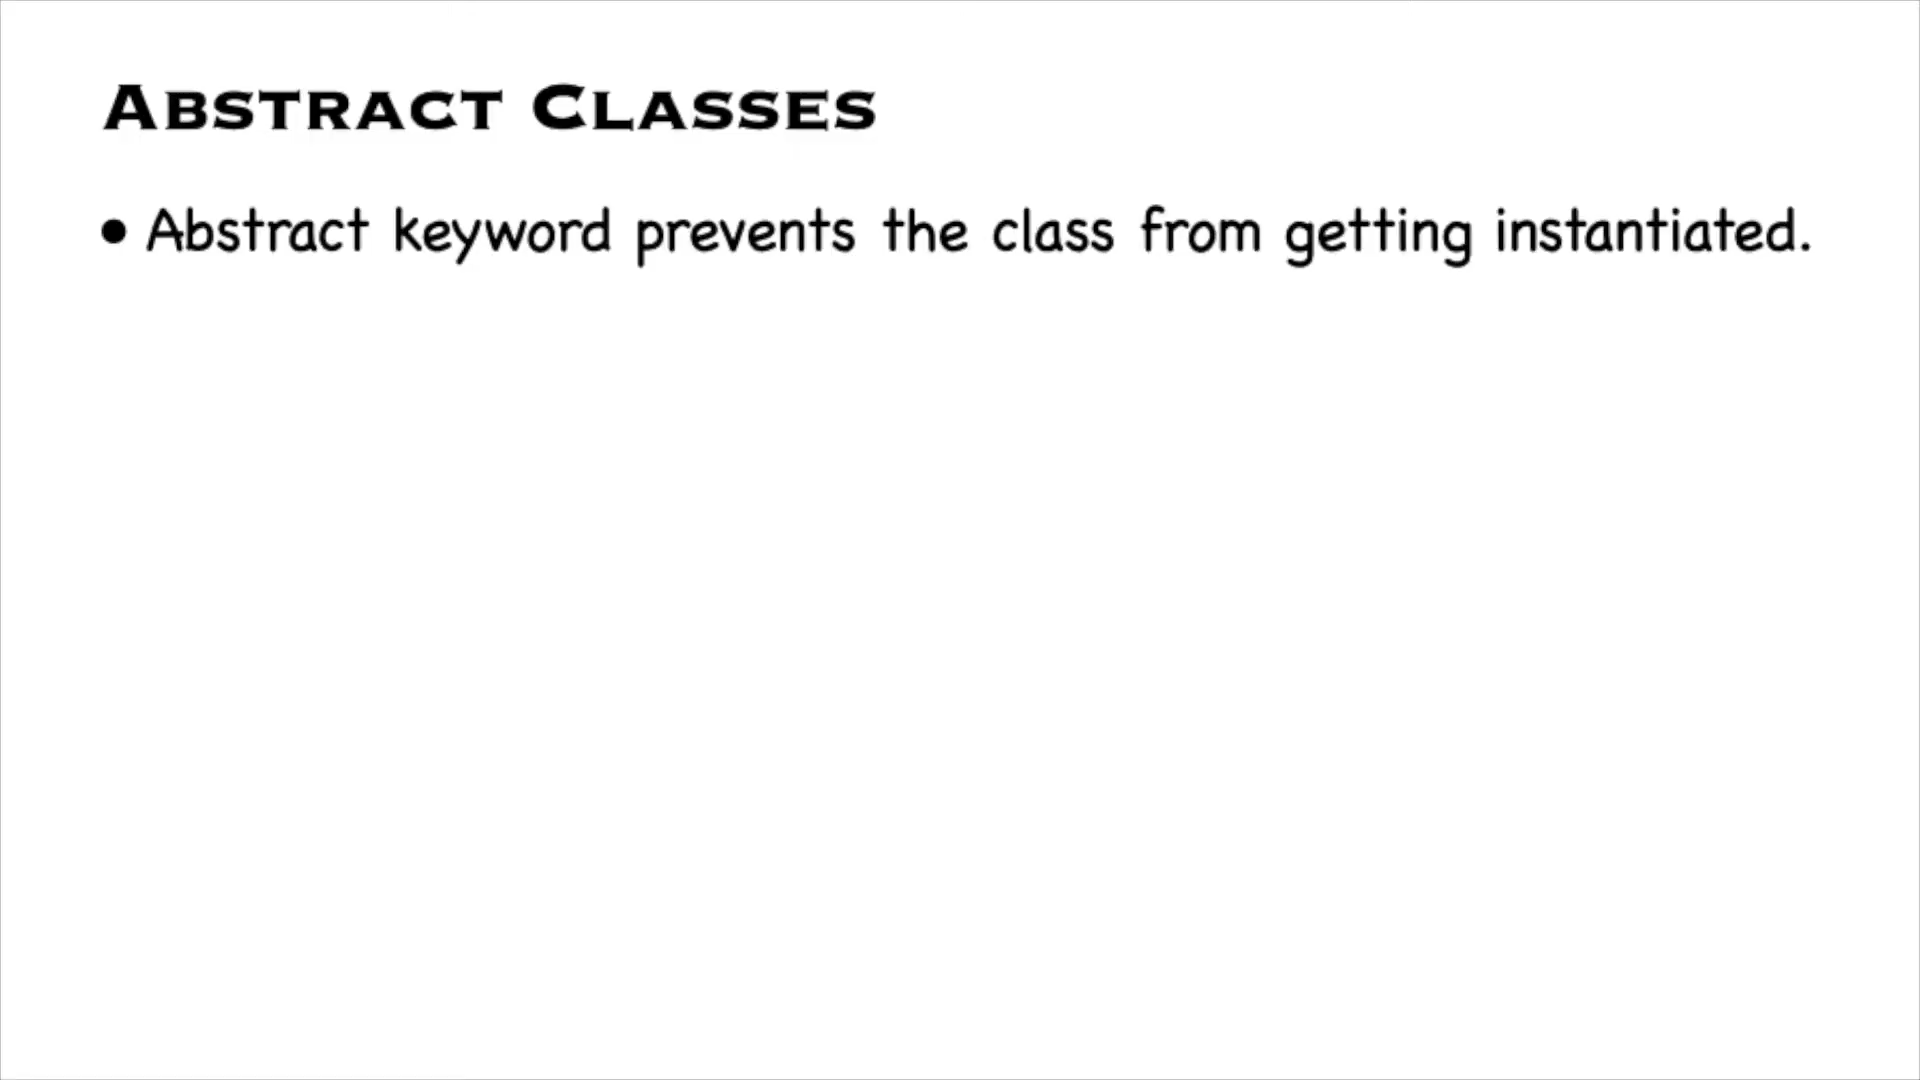 Abstract Classes
• Abstract keyword prevents the class from getting instantiated.